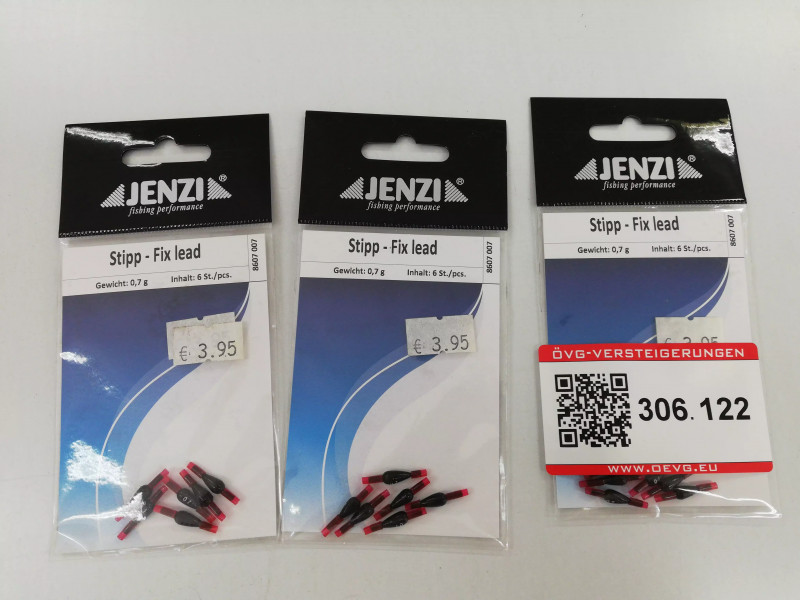 JENZI®
fishing performance
Stipp - Fix lead
Gewicht: 0,7 g Inhalt: 6 St./pcs.
8607 007
€ 3.95
JENZI®
fishing performance
Stipp - Fix lead
Gewicht: 0,7 g Inhalt: 6 St./pcs.
8607 007
€ 3.95
JENZI®
fishing performance
Stipp - Fix lead
Gewicht: 0,7 g Inhalt: 6 St./pcs.
8607 007
ÖVG-VERSTEIGERUNGEN
306.122
WWW.OEVG.EU